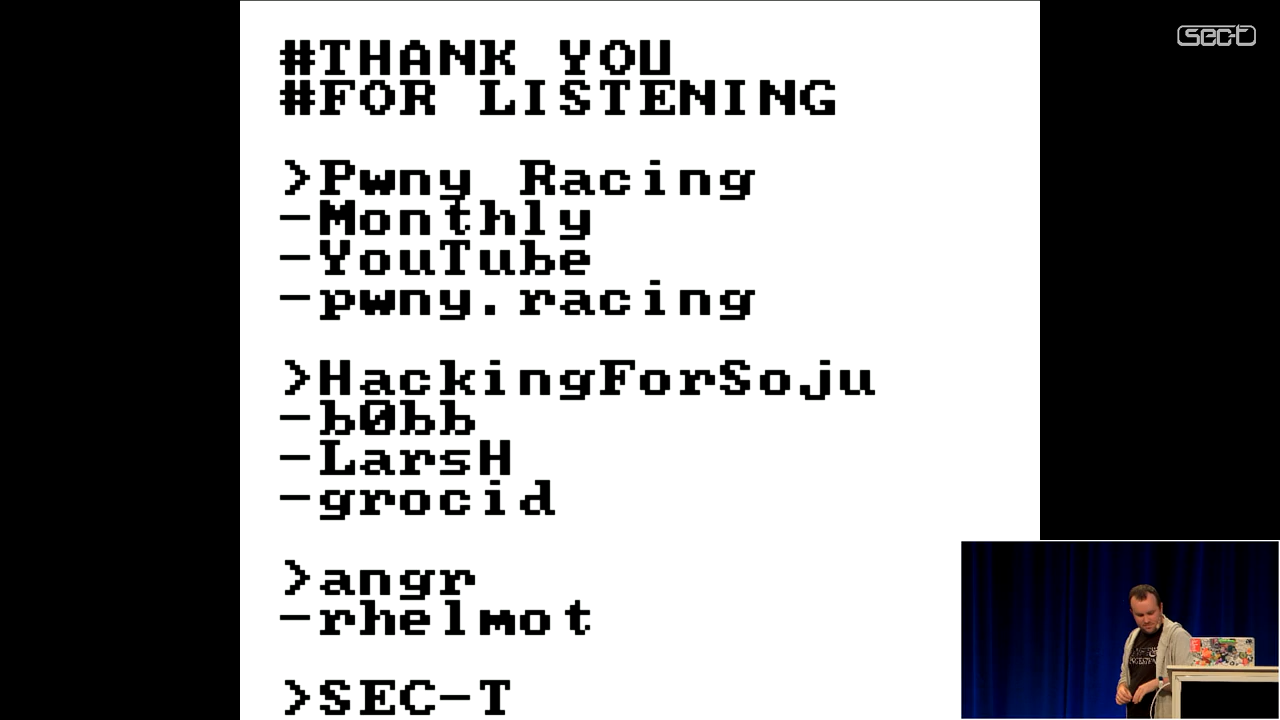 #THANK YOU
#FOR LISTENING
>Pwny Racing
-Monthly
-YouTube
-pwny.racing
>HackingForSoju
-b0bb
-LarsH
-grocid
>angr
-rhelmot
>SEC-T
sec-t